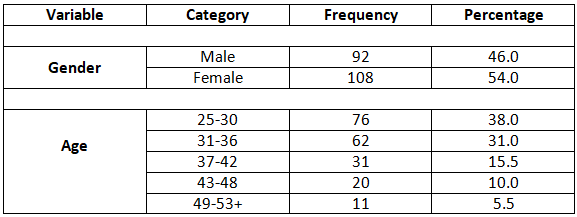 Variable Category Frequency Percentage
Gender
Male 92 46.0
Female 108 54.0
Age
25-30 76 38.0
31-36 62 31.0
37-42 31 15.5
43-48 20 10.0
49-53+ 11 5.5